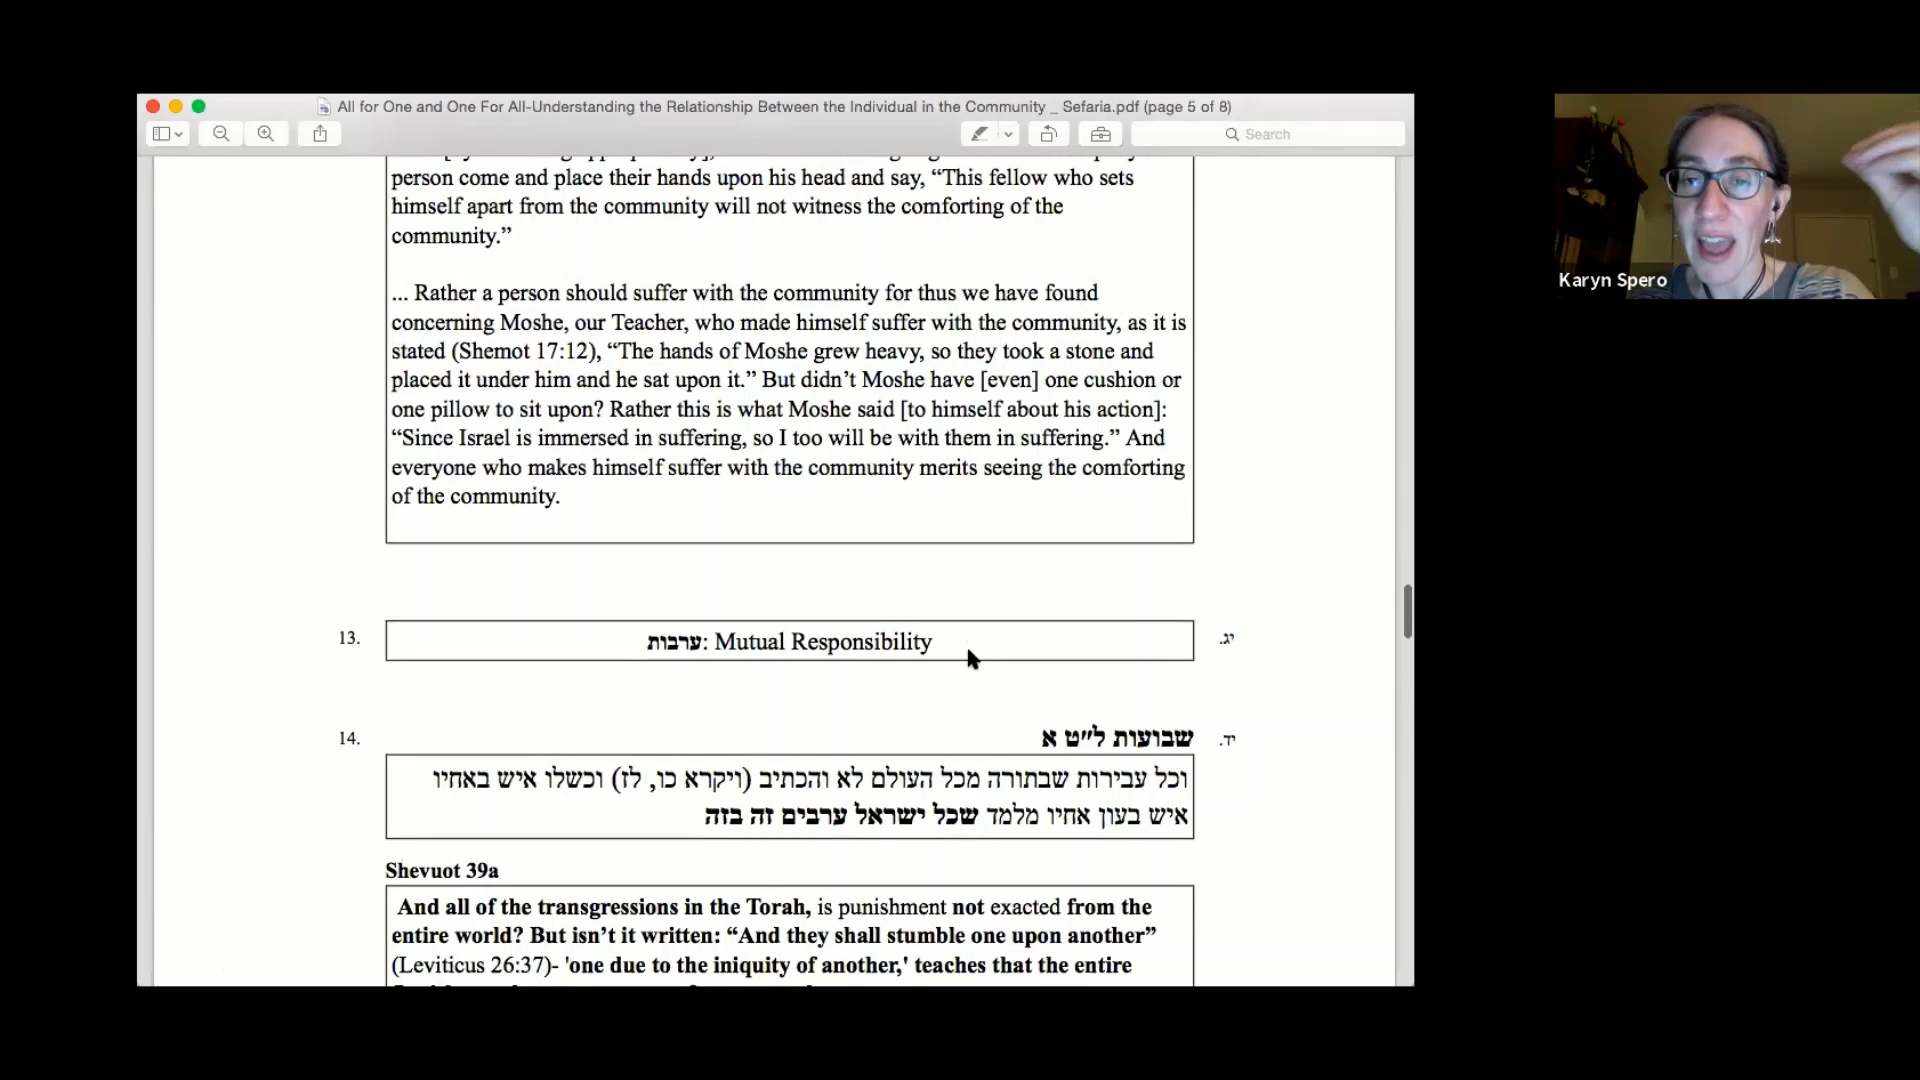 All for One and One For All-Understanding the Relationship Between the Individual in the Community _ Sefaria.pdf (page 5 of 8)
Search
person come and place their hands upon his head and say, “This fellow who sets
himself apart from the community will not witness the comforting of the
community.”
... Rather a person should suffer with the community for thus we have found
concerning Moshe, our Teacher, who made himself suffer with the community, as it is
stated (Shemot 17:12), “The hands of Moshe grew heavy, so they took a stone and
placed it under him and he sat upon it.” But didn’t Moshe have [even] one cushion or
one pillow to sit upon? Rather this is what Moshe said [to himself about his action]:
“Since Israel is immersed in suffering, so I too will be with them in suffering.” And
everyone who makes himself suffer with the community merits seeing the comforting
of the community.
13.
ערבות: Mutual Responsibility
יג.
14.
שבועות ל״ט א
יד.
וכל עבירות שבתורה מכל העולם לא והכתיב (ויקרא כו, לז) וכשלו איש באחיו
איש בעון אחיו מלמד שכל ישראל ערבים זה בזה
Shevuot 39a
And all of the transgressions in the Torah, is punishment not exacted from the
entire world? But isn’t it written: “And they shall stumble one upon another”
(Leviticus 26:37)- 'one due to the iniquity of another,' teaches that the entire
Karyn Spero